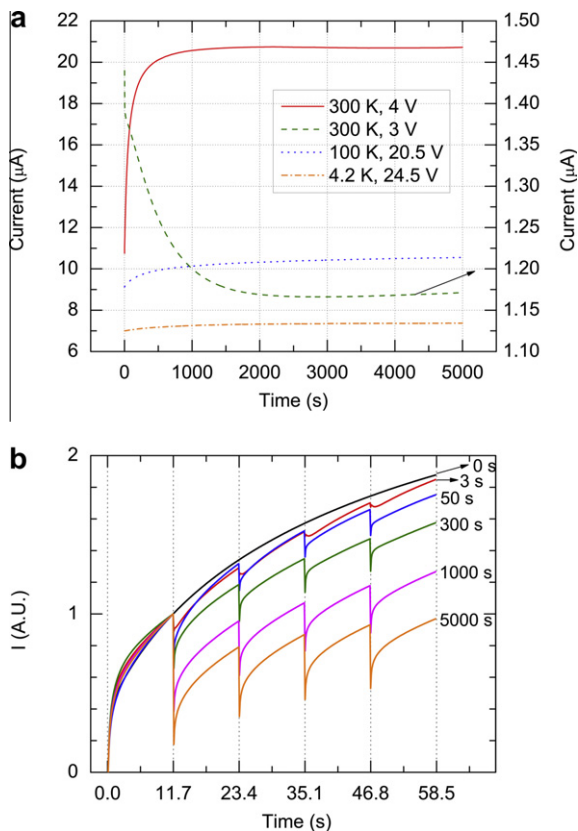 a
22
20
18
16
14
12
10
8
6
Current (μA)
1.50
1.45
1.40
1.35
1.30
1.25
1.20
1.15
1.10
Current (μA)
300 K, 4 V
300 K, 3 V
100 K, 20.5 V
4.2 K, 24.5 V
0 1000 2000 3000 4000 5000
Time (s)
b
2
1
0
I (A.U.)
0 s
3 s
50 s
300 s
1000 s
5000 s
0.0 11.7 23.4 35.1 46.8 58.5
Time (s)